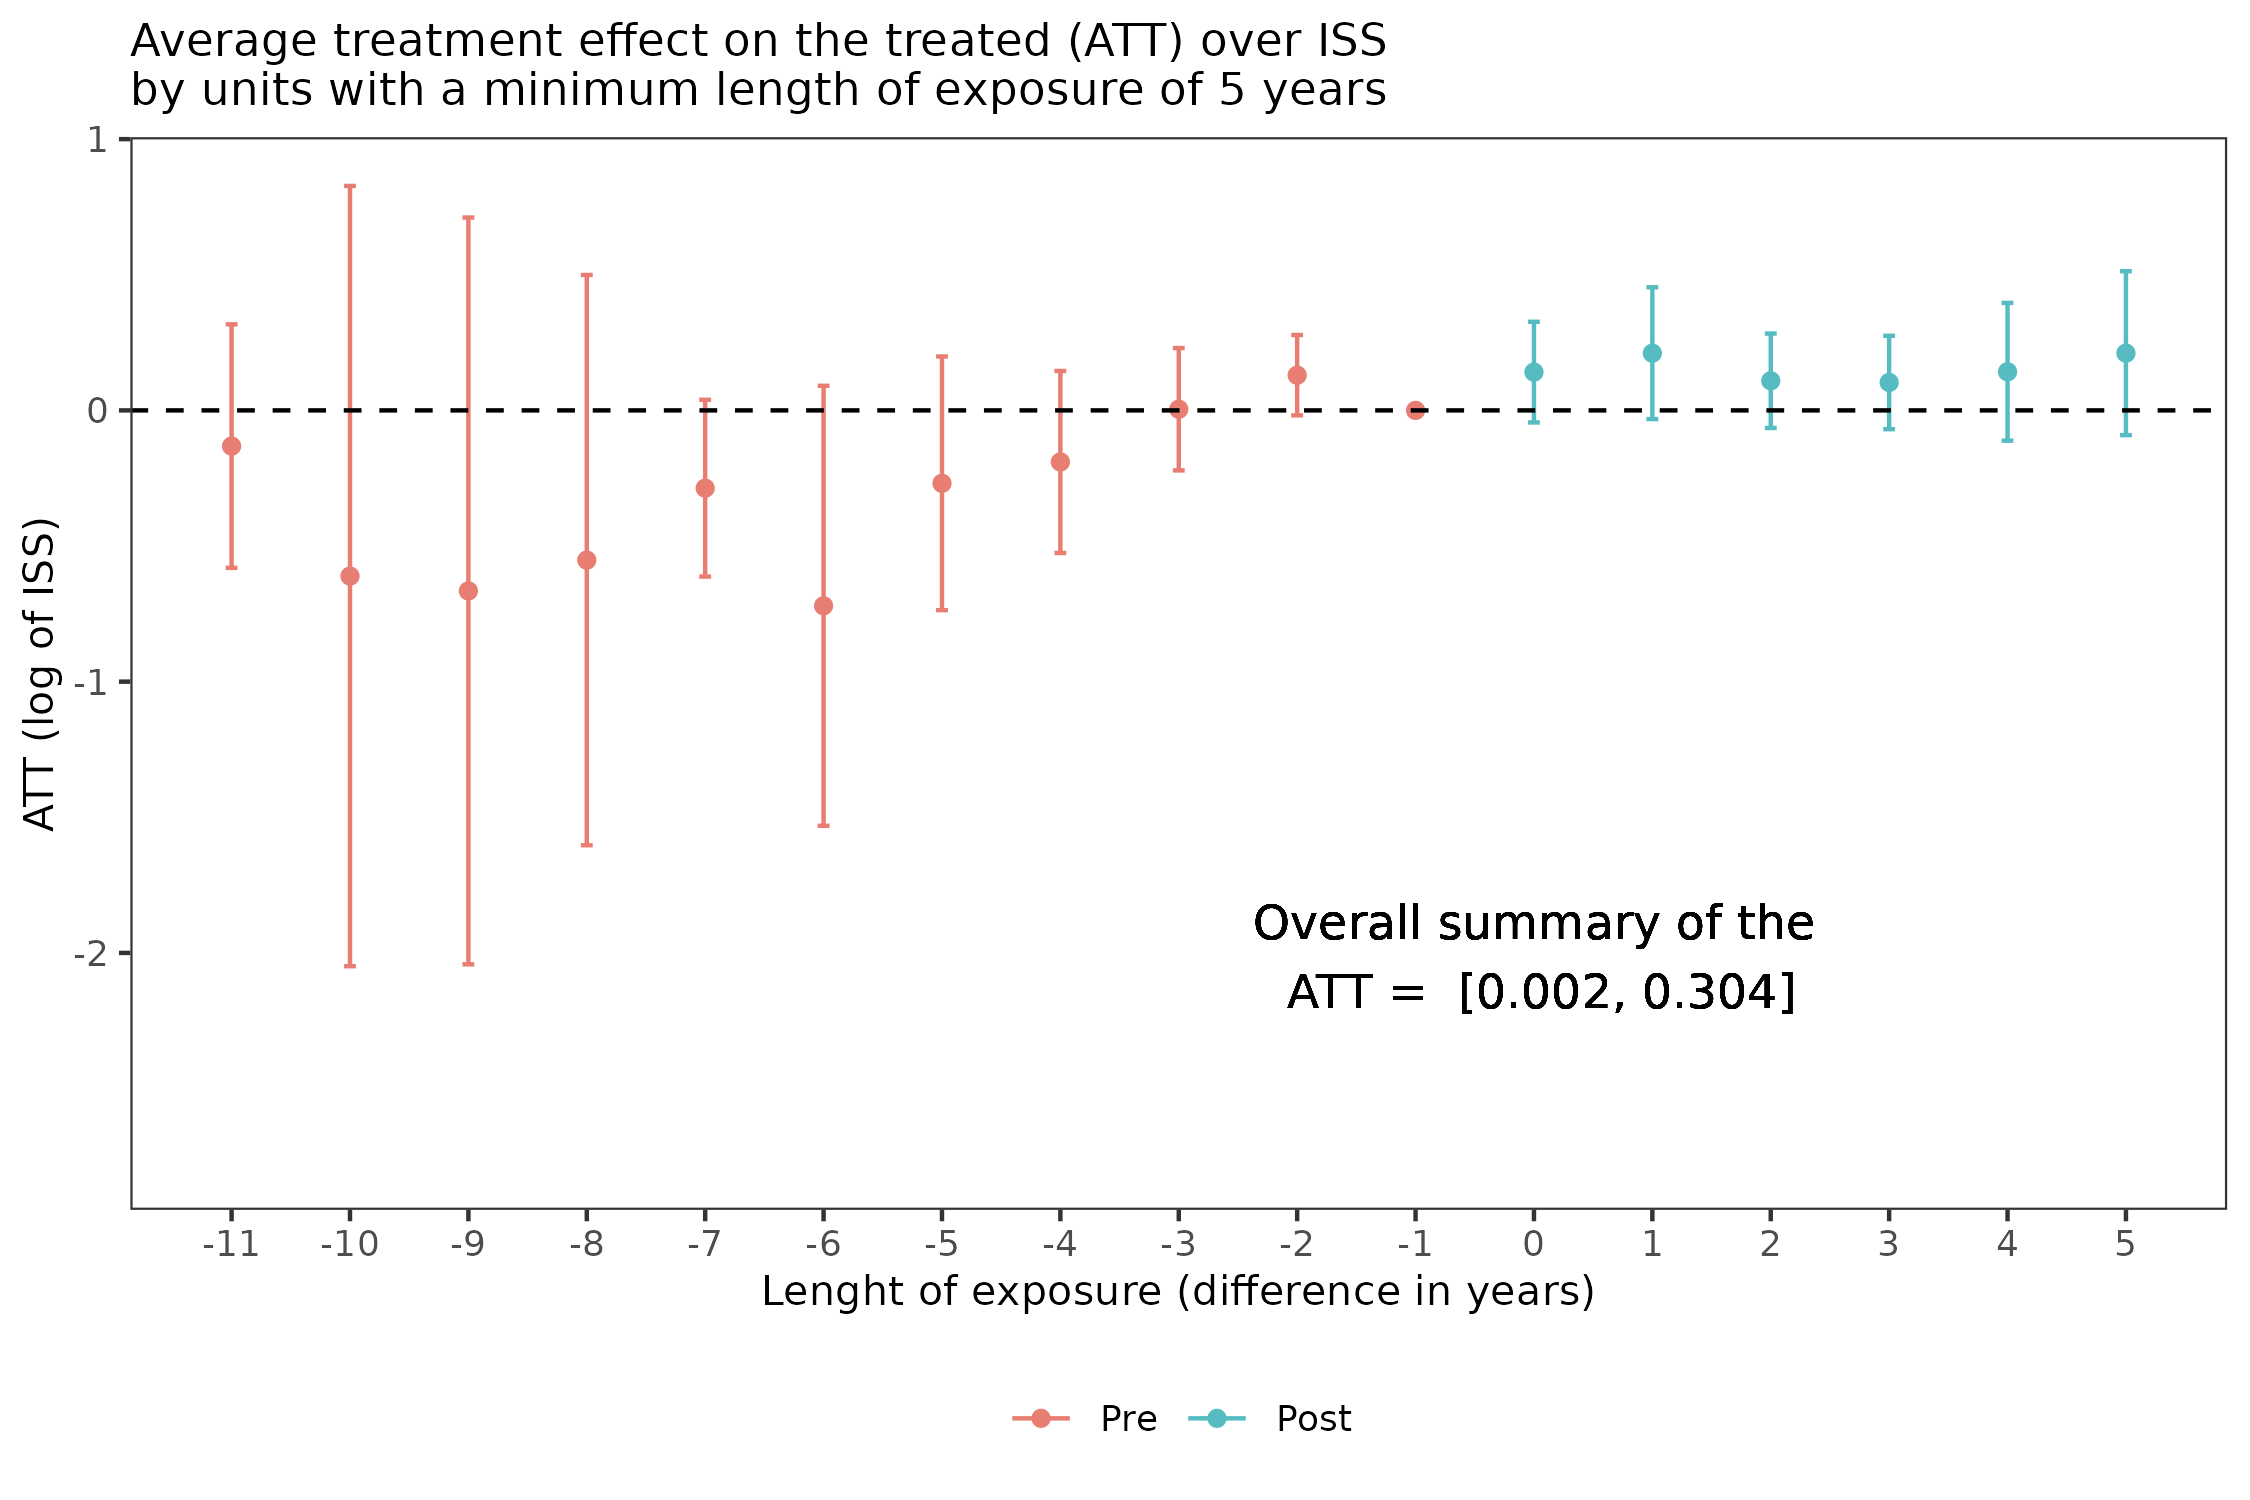 Average treatment effect on the treated (ATT) over ISS
by units with a minimum length of exposure of 5 years
1
0
-1
-2
ATT (log of ISS)
Overall summary of the
ATT =  [0.002, 0.304]
-11 -10 -9 -8 -7 -6 -5 -4 -3 -2 -1 0 1 2 3 4 5
Lenght of exposure (difference in years)
Pre Post